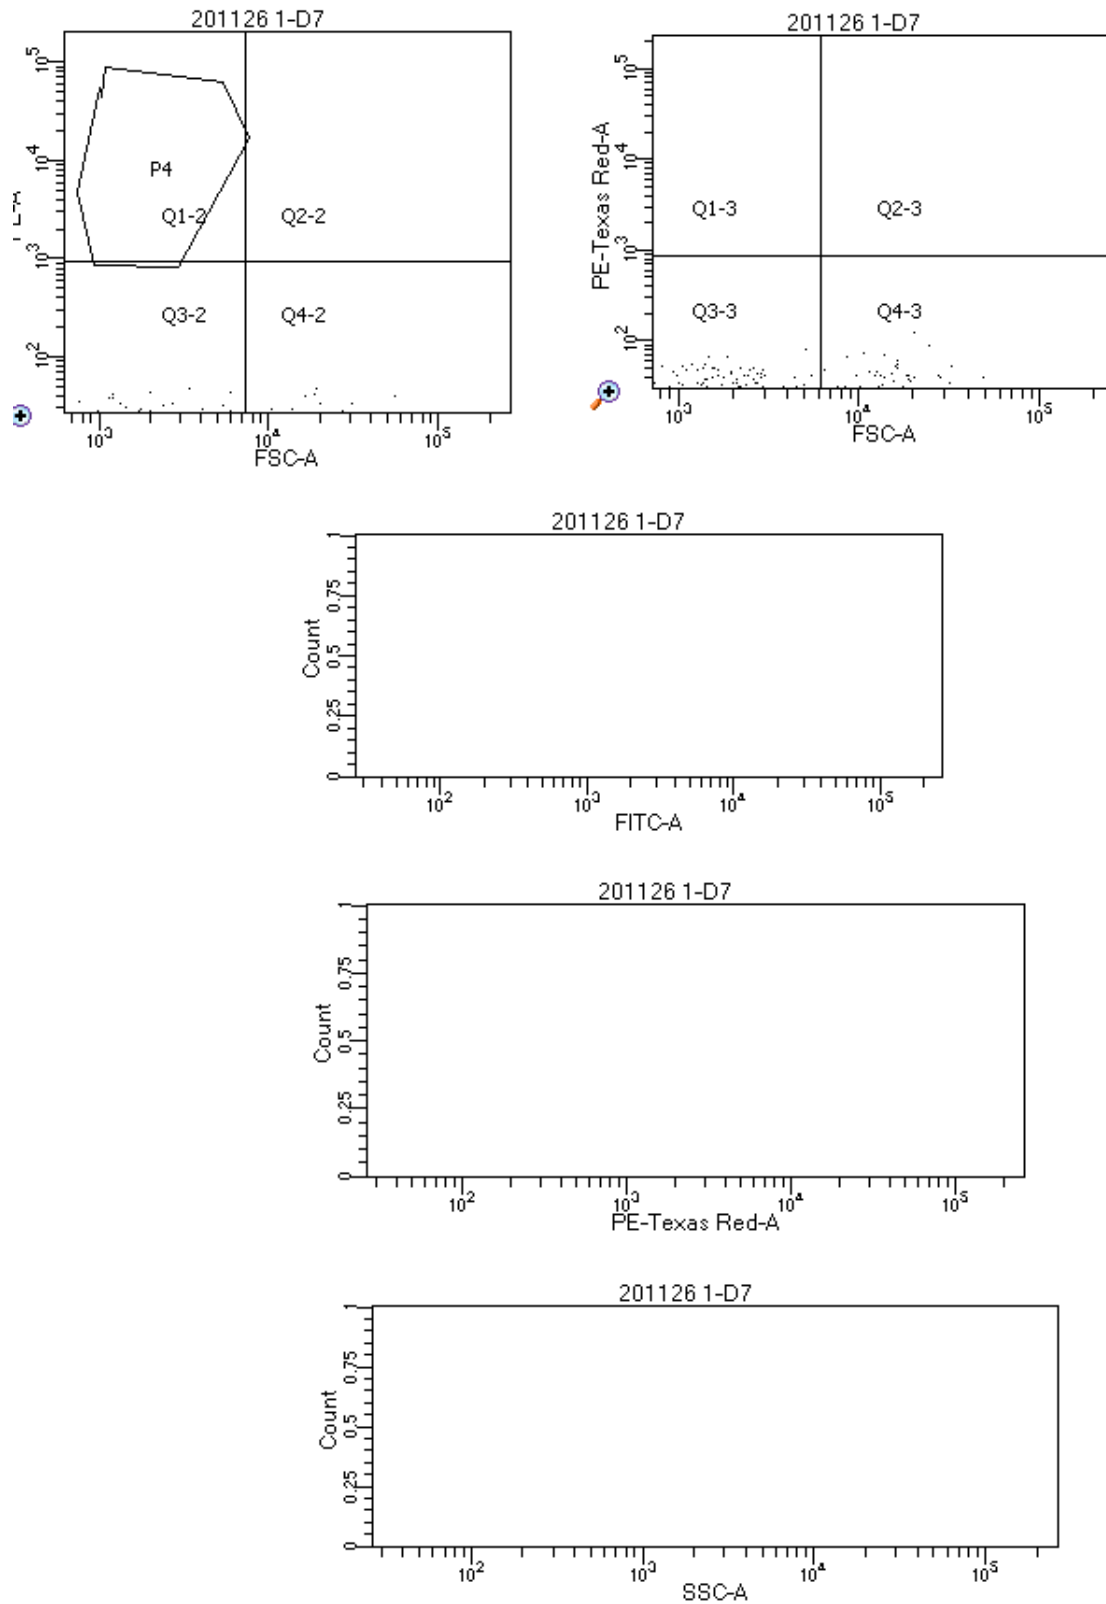 201126 1-D7
10^5
10^4
10^3
10^2
P4
Q1-2
Q2-2
Q3-2
Q4-2
10^3
10^4
10^5
FSC-A
201126 1-D7
PE-Texas Red-A
10^5
10^4
10^3
10^2
Q1-3
Q2-3
Q3-3
Q4-3
10^3
10^4
10^5
FSC-A
201126 1-D7
Count
1
0.75
0.5
0.25
0
10^2
10^3
10^4
10^5
FITC-A
201126 1-D7
Count
1
0.75
0.5
0.25
0
10^2
10^3
10^4
10^5
PE-Texas Red-A
201126 1-D7
Count
1
0.75
0.5
0.25
0
10^2
10^3
10^4
10^5
SSC-A